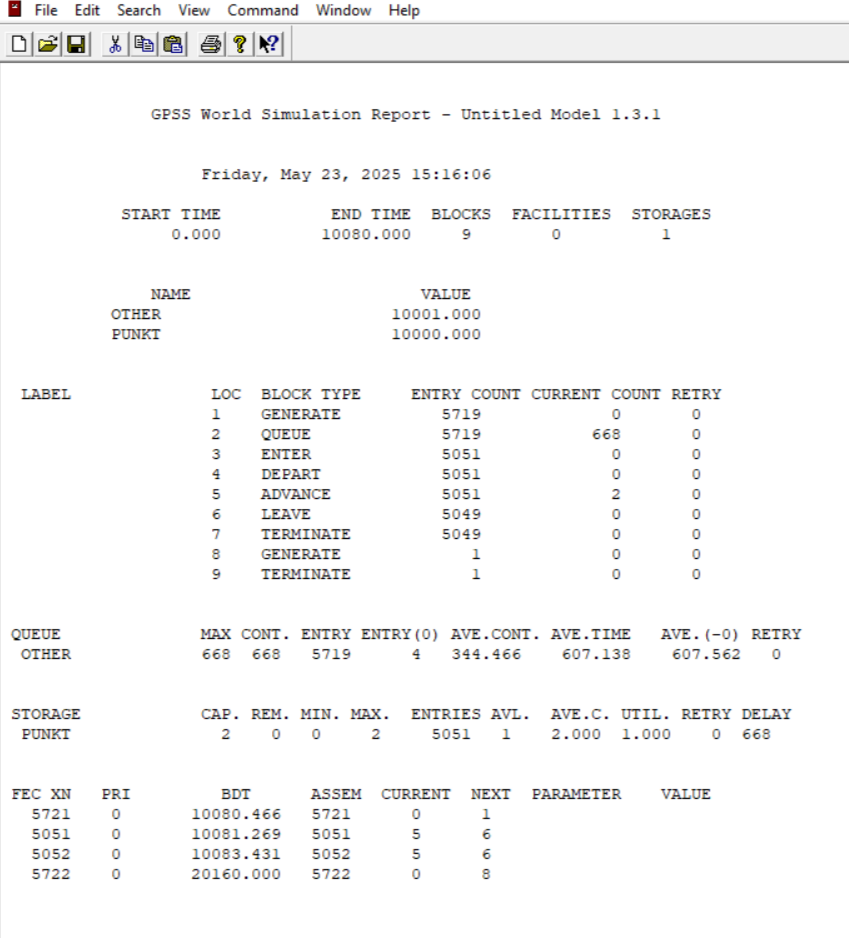 File Edit Search View Command Window Help
GPSS World Simulation Report - Untitled Model 1.3.1
Friday, May 23, 2025 15:16:06
START TIME END TIME BLOCKS FACILITIES STORAGES
0.000 10080.000 9 0 1
NAME VALUE
OTHER 10001.000
PUNKT 10000.000
LABEL LOC BLOCK TYPE ENTRY COUNT CURRENT COUNT RETRY
1 GENERATE 5719 0 0
2 QUEUE 5719 668 0
3 ENTER 5051 0 0
4 DEPART 5051 0 0
5 ADVANCE 5051 2 0
6 LEAVE 5049 0 0
7 TERMINATE 5049 0 0
8 GENERATE 1 0 0
9 TERMINATE 1 0 0
QUEUE MAX CONT. ENTRY ENTRY(0) AVE.CONT. AVE.TIME AVE.(-0) RETRY
OTHER 668 668 5719 4 344.466 607.138 607.562 0
STORAGE CAP. REM. MIN. MAX. ENTRIES AVL. AVE.C. UTIL. RETRY DELAY
PUNKT 2 0 0 2 5051 1 2.000 1.000 0 668
FEC XN PRI BDT ASSEM CURRENT NEXT PARAMETER VALUE
5721 0 10080.466 5721 0 1
5051 0 10081.269 5051 5 6
5052 0 10083.431 5052 5 6
5722 0 20160.000 5722 0 8